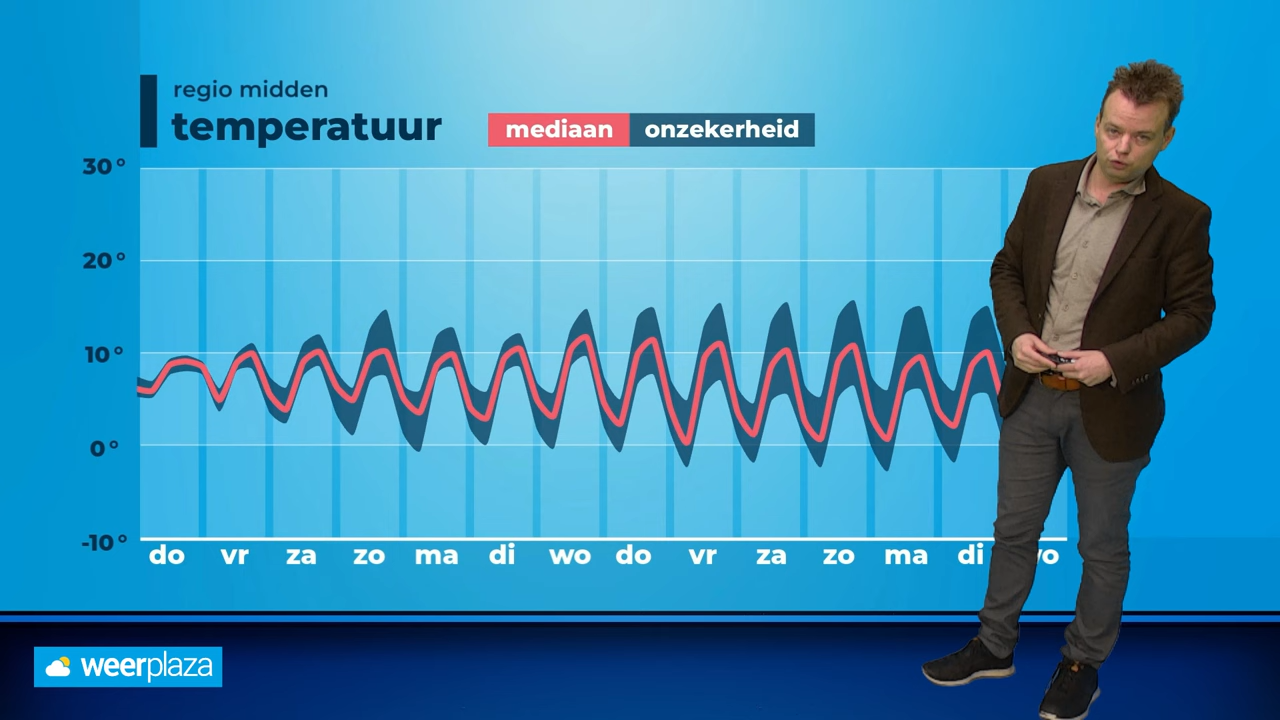 regio midden
temperatuur
mediaan onzekerheid
30°
20°
10°
0°
-10°
do vr za zo ma di wo do vr za zo ma di
weerplaza